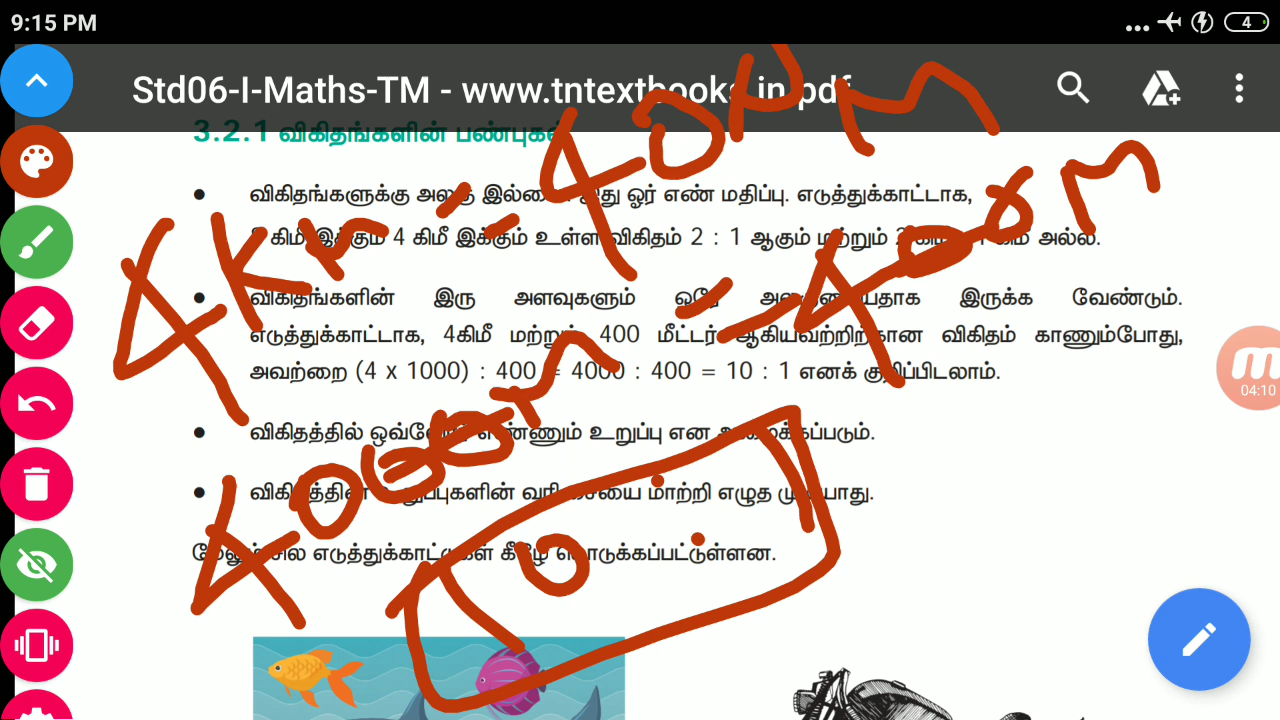 9:15 PM
4
Std06-I-Maths-TM - www.tntextbooks.in.pdf
3.2.1 விகிதங்களின் பண்புகள்
விகிதங்களுக்கு அலகு இல்லை. இது ஓர் எண் மதிப்பு. எடுத்துக்காட்டாக,
கிமீ இக்கும் 4 கிமீ இக்கும் உள்ள விகிதம் 2 : 1 ஆகும் மற்றும் 2 கிமீ அல்ல.
விகிதங்களின் இரு அளவுகளும் ஒரே இருக்க வேண்டும்.
எடுத்துக்காட்டாக, 4கிமீ மற்றும் 400 மீட்டர் ஆகியவற்றிற்கான விகிதம் காணும்போது,
அவற்றை (4 x 1000) : 400 = 4000 : 400 = 10 : 1 எனக் குறிப்பிடலாம்.
விகிதத்தில் ஒவ்வோர் எண்ணும் உறுப்பு என அழைக்கப்படும்.
விகிதத்தின் உறுப்புகளின் வரிசையை மாற்றி எழுத முடியாது.
மேலும் சில எடுத்துக்காட்டுகள் கீழே கொடுக்கப்பட்டுள்ளன.
4Km = 400m
4000m = 400m
10 : 1
04:10